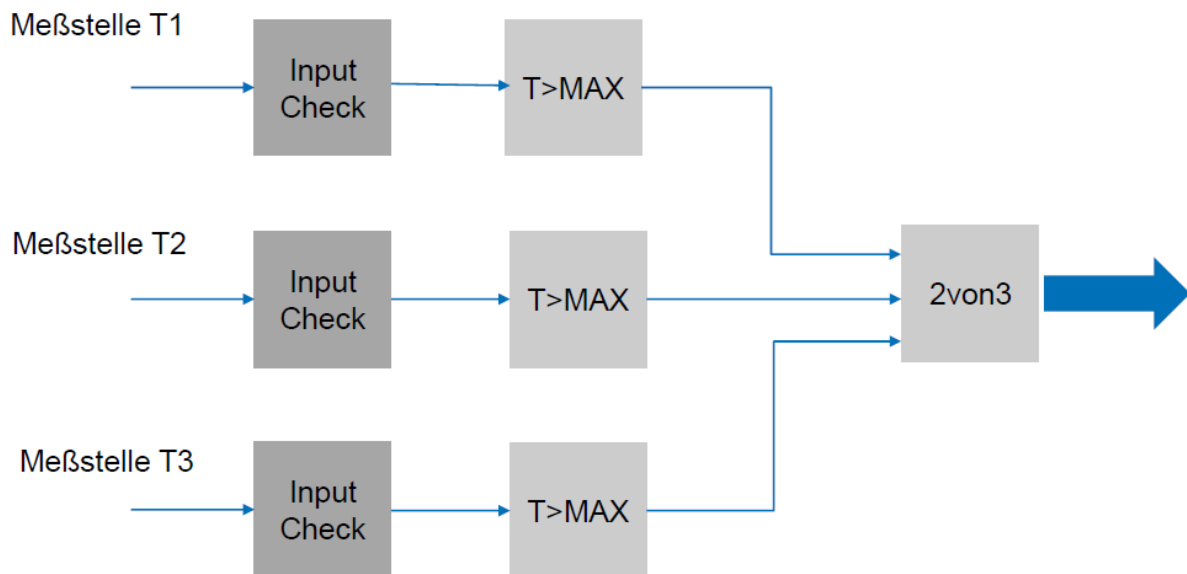 Meßstelle T1
Input
Check
T>MAX
Meßstelle T2
Input
Check
T>MAX
2von3
Meßstelle T3
Input
Check
T>MAX